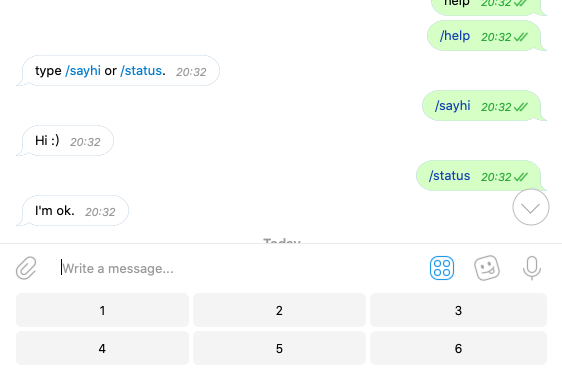 help 20:32
/help 20:32
type /sayhi or /status. 20:32
/sayhi 20:32
Hi :) 20:32
/status 20:32
I'm ok. 20:32
Today
Write a message...
1 2 3
4 5 6